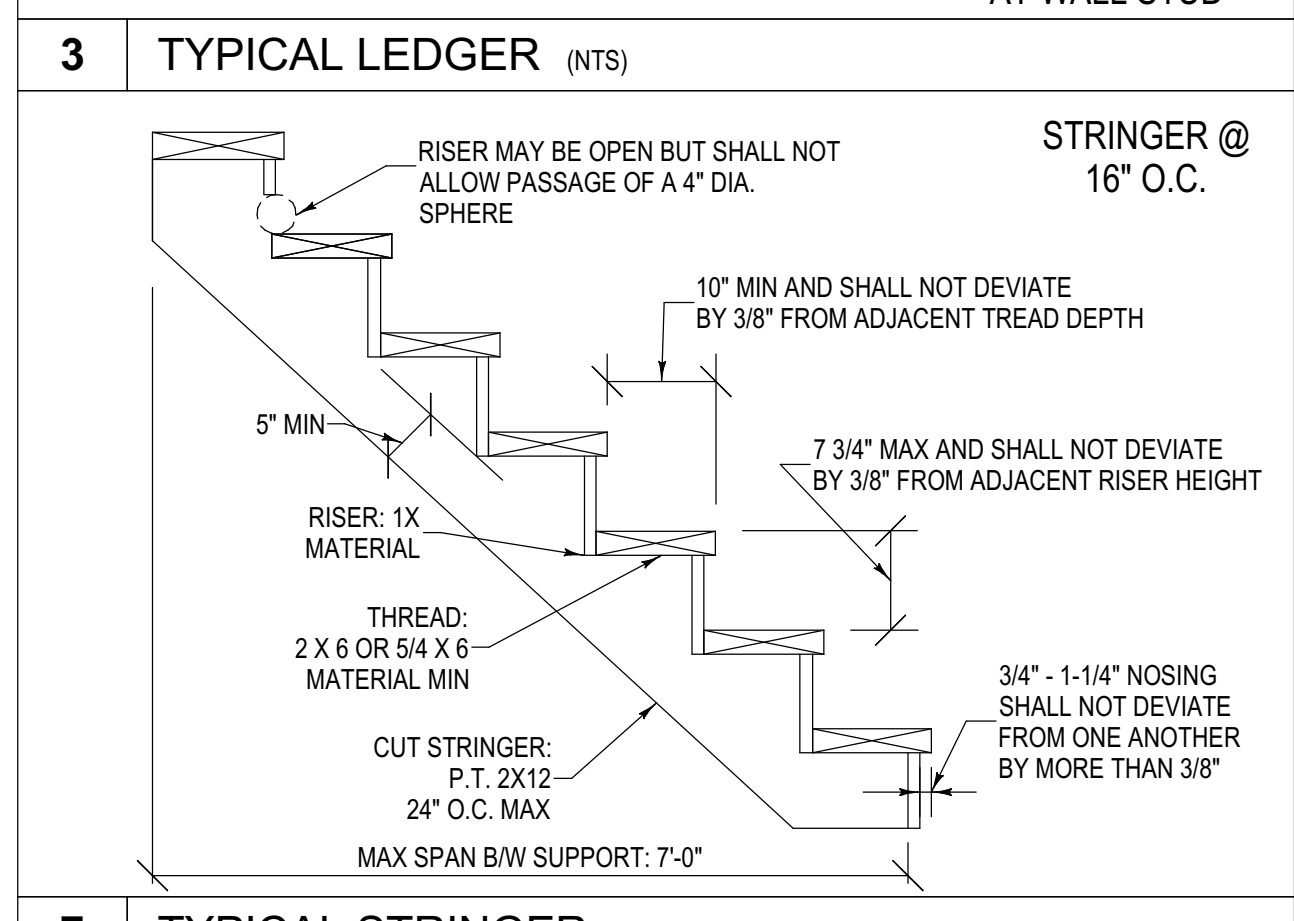 AT WALL STUD
3 TYPICAL LEDGER (NTS)
STRINGER @
16" O.C.
RISER MAY BE OPEN BUT SHALL NOT
ALLOW PASSAGE OF A 4" DIA.
SPHERE
10" MIN AND SHALL NOT DEVIATE
BY 3/8" FROM ADJACENT TREAD DEPTH
5" MIN
7 3/4" MAX AND SHALL NOT DEVIATE
BY 3/8" FROM ADJACENT RISER HEIGHT
RISER: 1X
MATERIAL
THREAD:
2 X 6 OR 5/4 X 6
MATERIAL MIN
3/4" - 1-1/4" NOSING
SHALL NOT DEVIATE
FROM ONE ANOTHER
BY MORE THAN 3/8"
CUT STRINGER:
P.T. 2X12
24" O.C. MAX
MAX SPAN B/W SUPPORT: 7'-0"
TYPICAL STRINGER